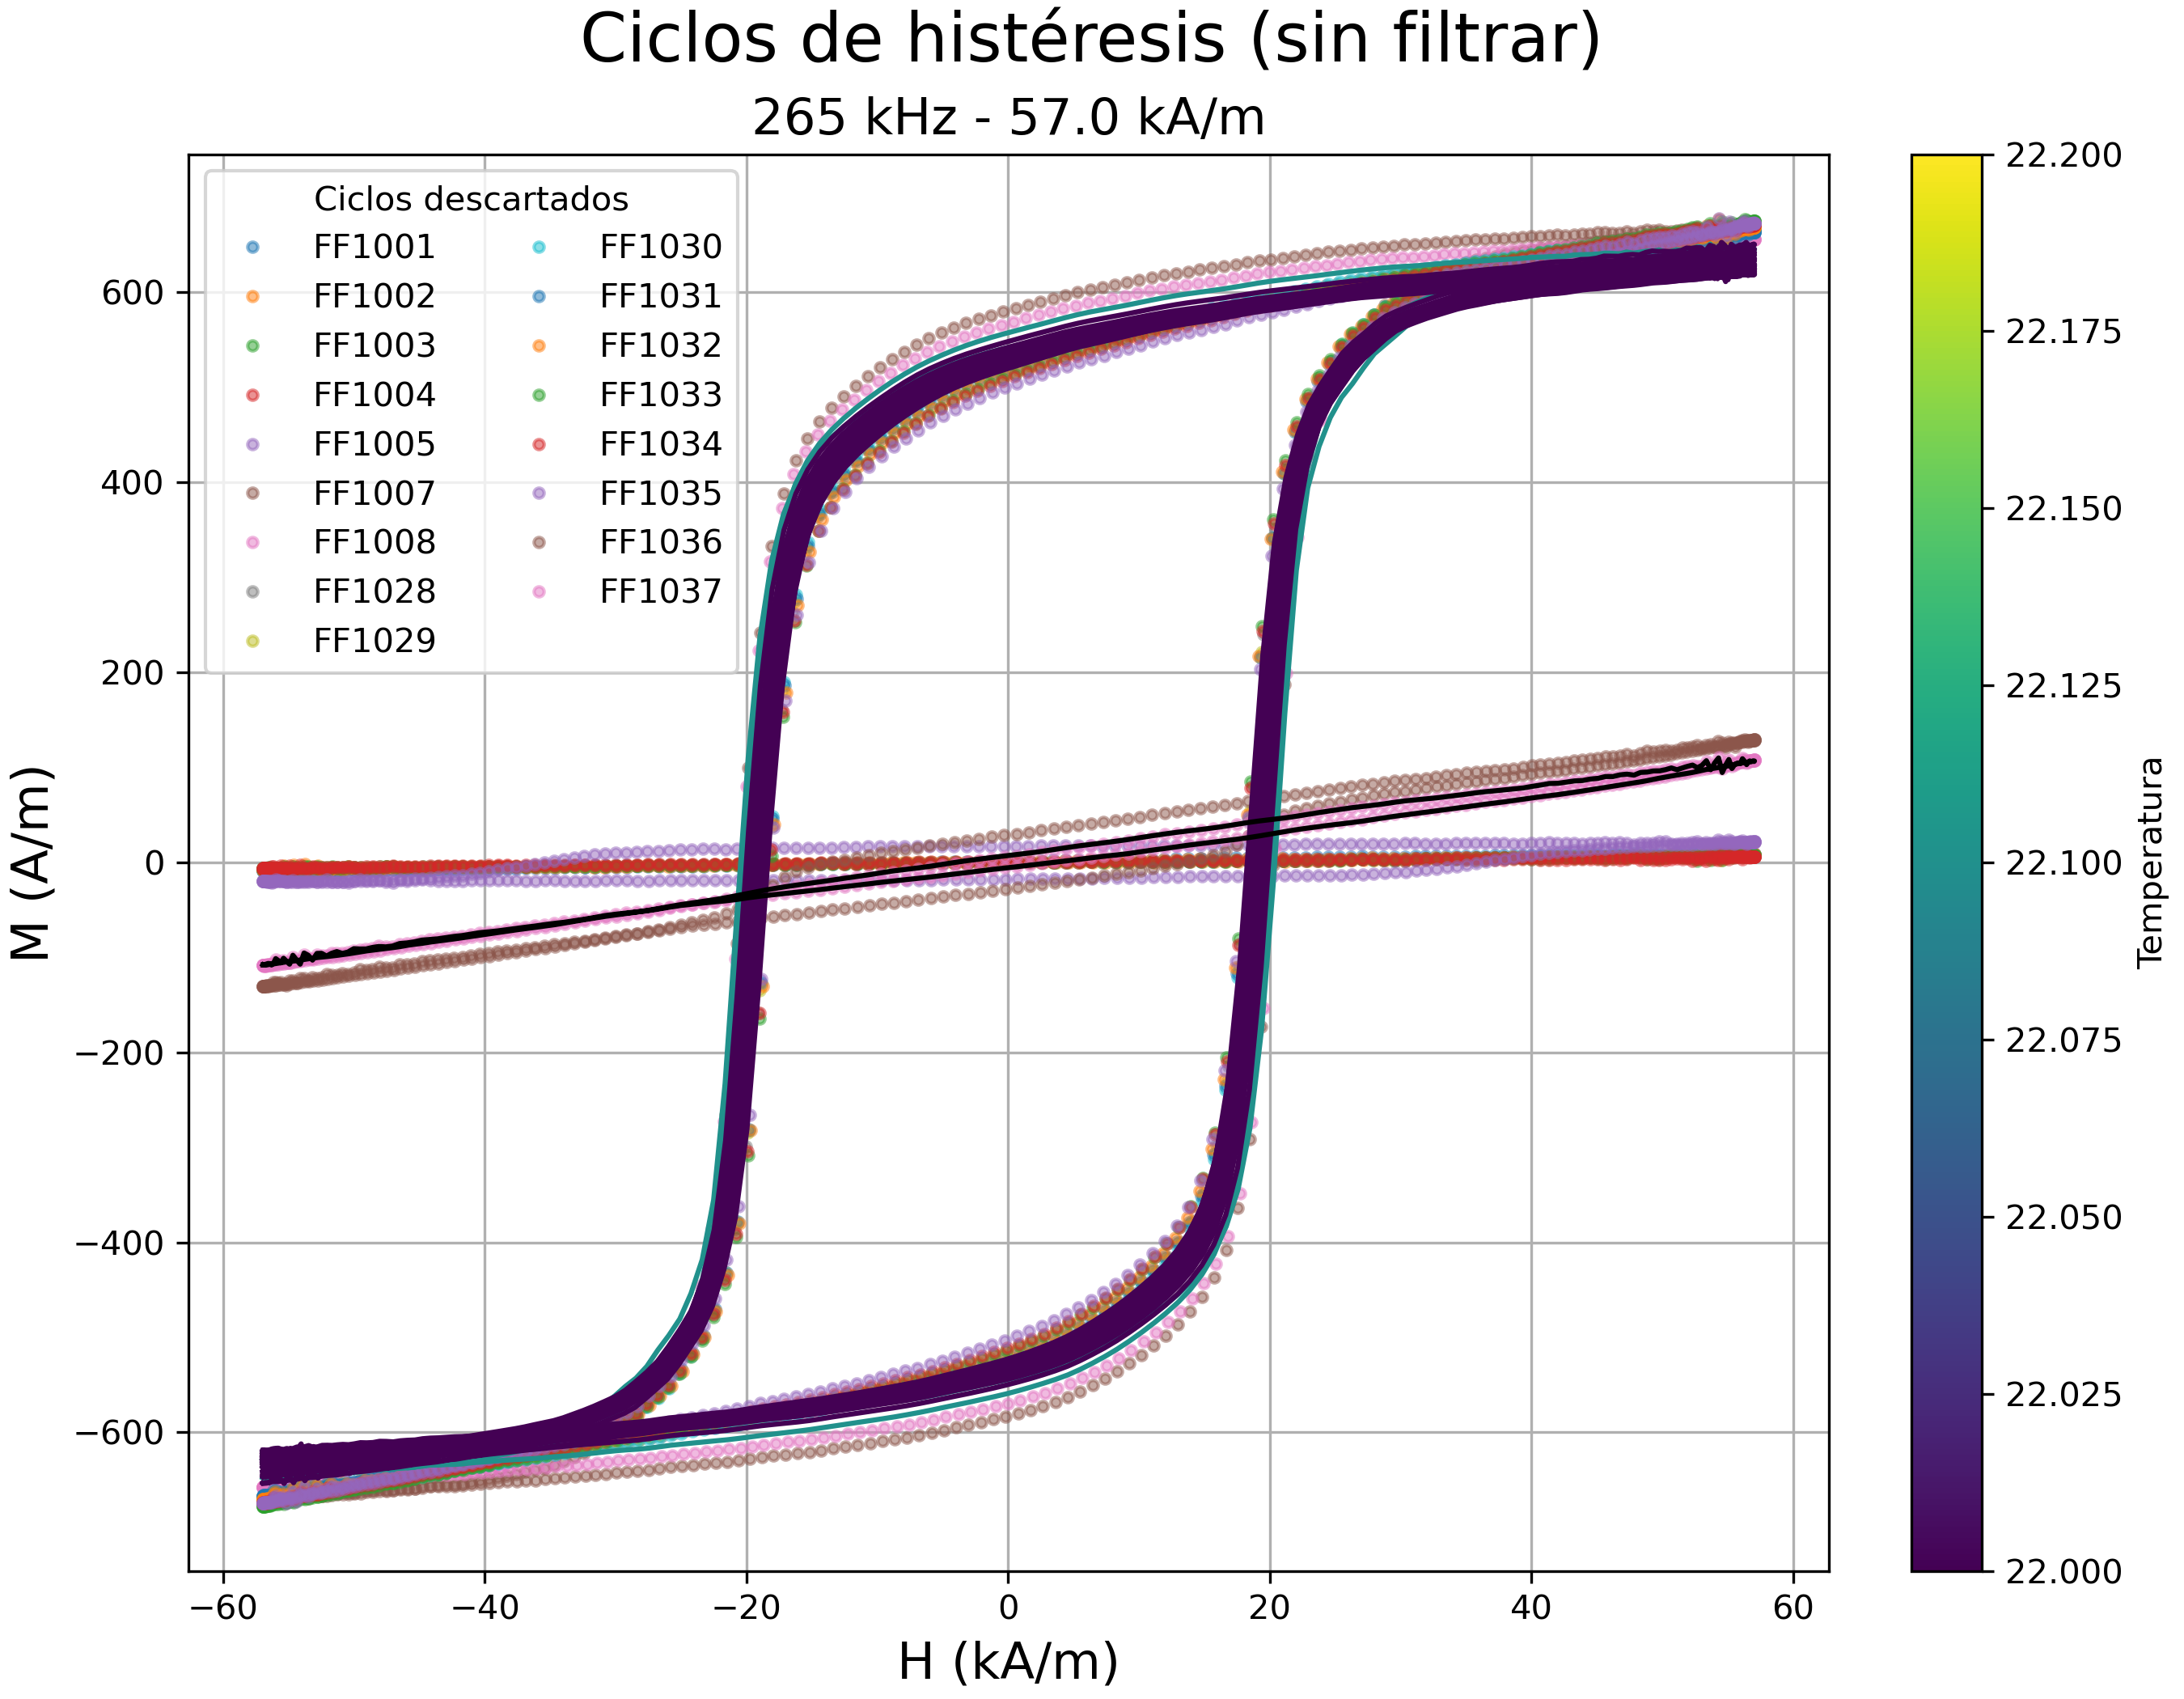 Ciclos de histéresis (sin filtrar)
265 kHz - 57.0 kA/m
Ciclos descartados
FF1001 FF1030
FF1002 FF1031
FF1003 FF1032
FF1004 FF1033
FF1005 FF1034
FF1007 FF1035
FF1008 FF1036
FF1028 FF1037
FF1029
M (A/m)
600
400
200
0
−200
−400
−600
−60 −40 −20 0 20 40 60
H (kA/m)
22.200
22.175
22.150
22.125
22.100
22.075
22.050
22.025
22.000
Temperatura